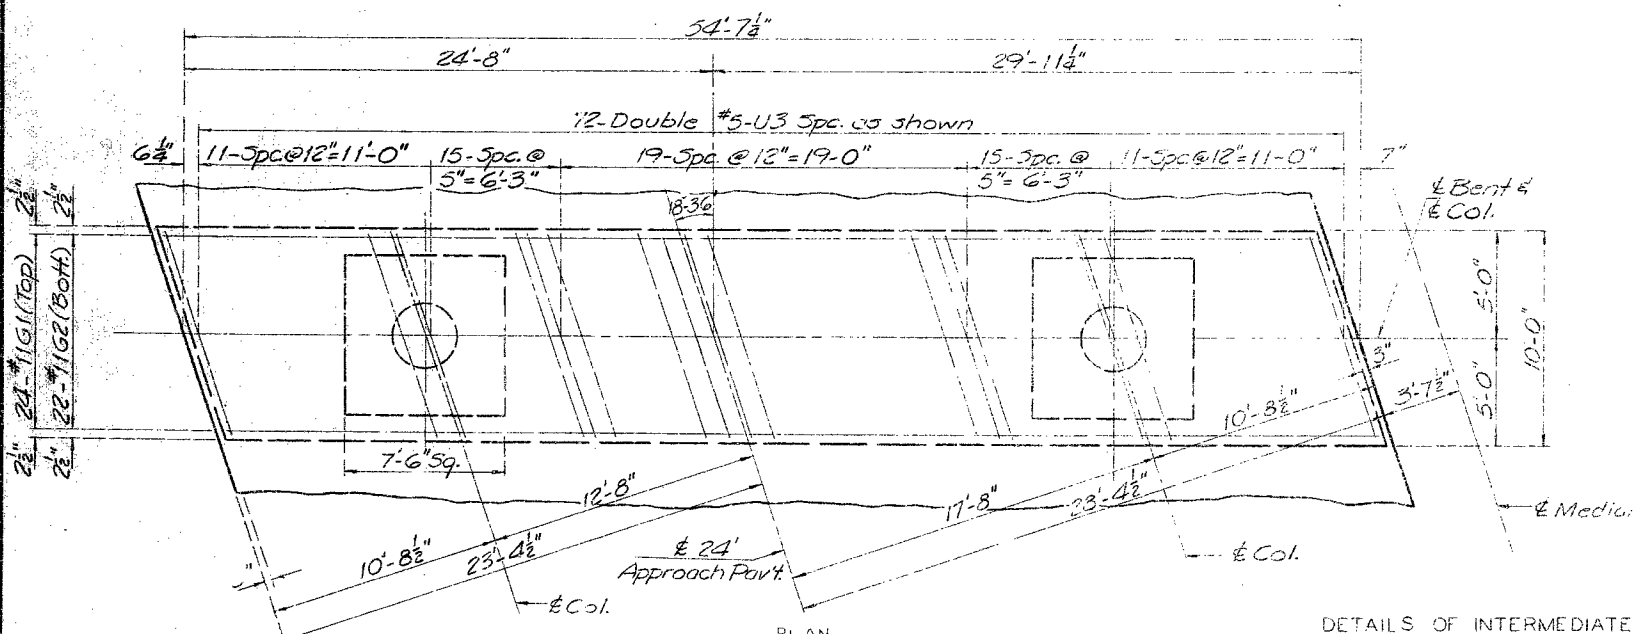 54'-7¼"
24'-8"
29'-11¼"
72-Double #5-U3 Spc. as shown
6¼"
11-Spc@12"=11'-0"
15-Spc. @
5"=6'-3"
19-Spc. @ 12"=19'-0"
15-Spc. @
5"=6'-3"
11-Spc@12"=11'-0"
7"
18-36
℄ Bent &
℄ Col.
2½"
24-#11G1(Top)
2½"
2½"
22-#11G2(Bott)
2½"
5'-0"
5'-0"
10'-0"
3"
3'-7½"
10'-8½"
7'-6"Sq.
12'-8"
17'-8"
23'-4½"
10'-8½"
23'-4½"
℄ 24'
Approach Pav't.
℄ Col.
℄ Col.
℄
PLAN
DETAILS OF INTERMEDIATE